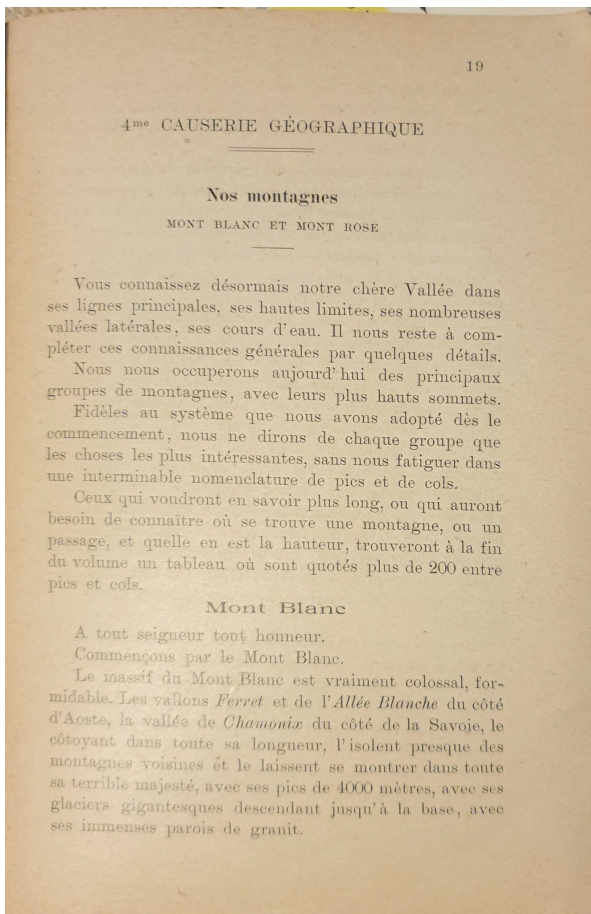 19
4me CAUSERIE GÉOGRAPHIQUE
Nos montagnes
MONT BLANC ET MONT ROSE
Vous connaissez désormais notre chère Vallée dans
ses lignes principales, ses hautes limites, ses nombreuses
vallées latérales, ses cours d'eau. Il nous reste à com-
pléter ces connaissances générales par quelques détails.
Nous nous occuperons aujourd'hui des principaux
groupes de montagnes, avec leurs plus hauts sommets.
Fidèles au système que nous avons adopté dès le
commencement, nous ne dirons de chaque groupe que
les choses les plus intéressantes, sans nous fatiguer dans
une interminable nomenclature de pics et de cols.
Ceux qui voudront en savoir plus long, ou qui auront
besoin de connaître où se trouve une montagne, ou un
passage, et quelle en est la hauteur, trouveront à la fin
du volume un tableau où sont quotés plus de 200 entre
pics et cols.
Mont Blanc
A tout seigneur tout honneur.
Commençons par le Mont Blanc.
Le massif du Mont Blanc est vraiment colossal, for-
midable. Les vallons Ferret et de l'Allée Blanche du côté
d'Aoste, la vallée de Chamonix du côté de la Savoie, le
côtoyant dans toute sa longueur, l'isolent presque des
montagnes voisines et le laissent se montrer dans toute
sa terrible majesté, avec ses pics de 4000 mètres, avec ses
glaciers gigantesques descendant jusqu'à la base, avec
ses immenses parois de granit.